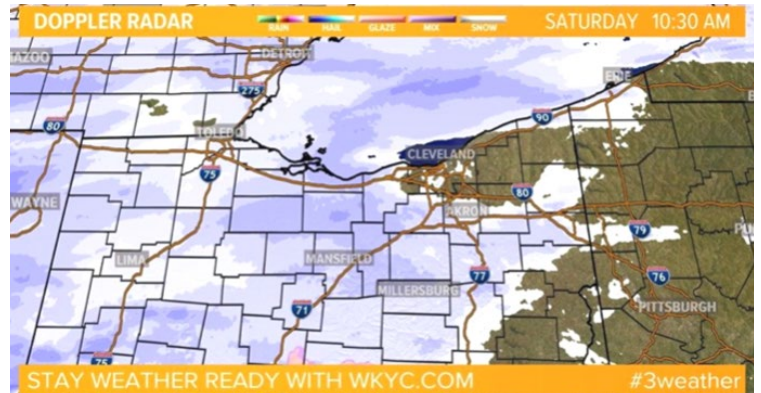 DOPPLER RADAR
RAIN HAIL GLAZE MIX SNOW
SATURDAY 10:30 AM
DETROIT
275
ERIE
80
TOLEDO
90
CLEVELAND
75
80
WAYNE
AKRON
79
LIMA
MANSFIELD
77
76
MILLERSBURG
71
PITTSBURGH
75
STAY WEATHER READY WITH WKYC.COM
#3weather